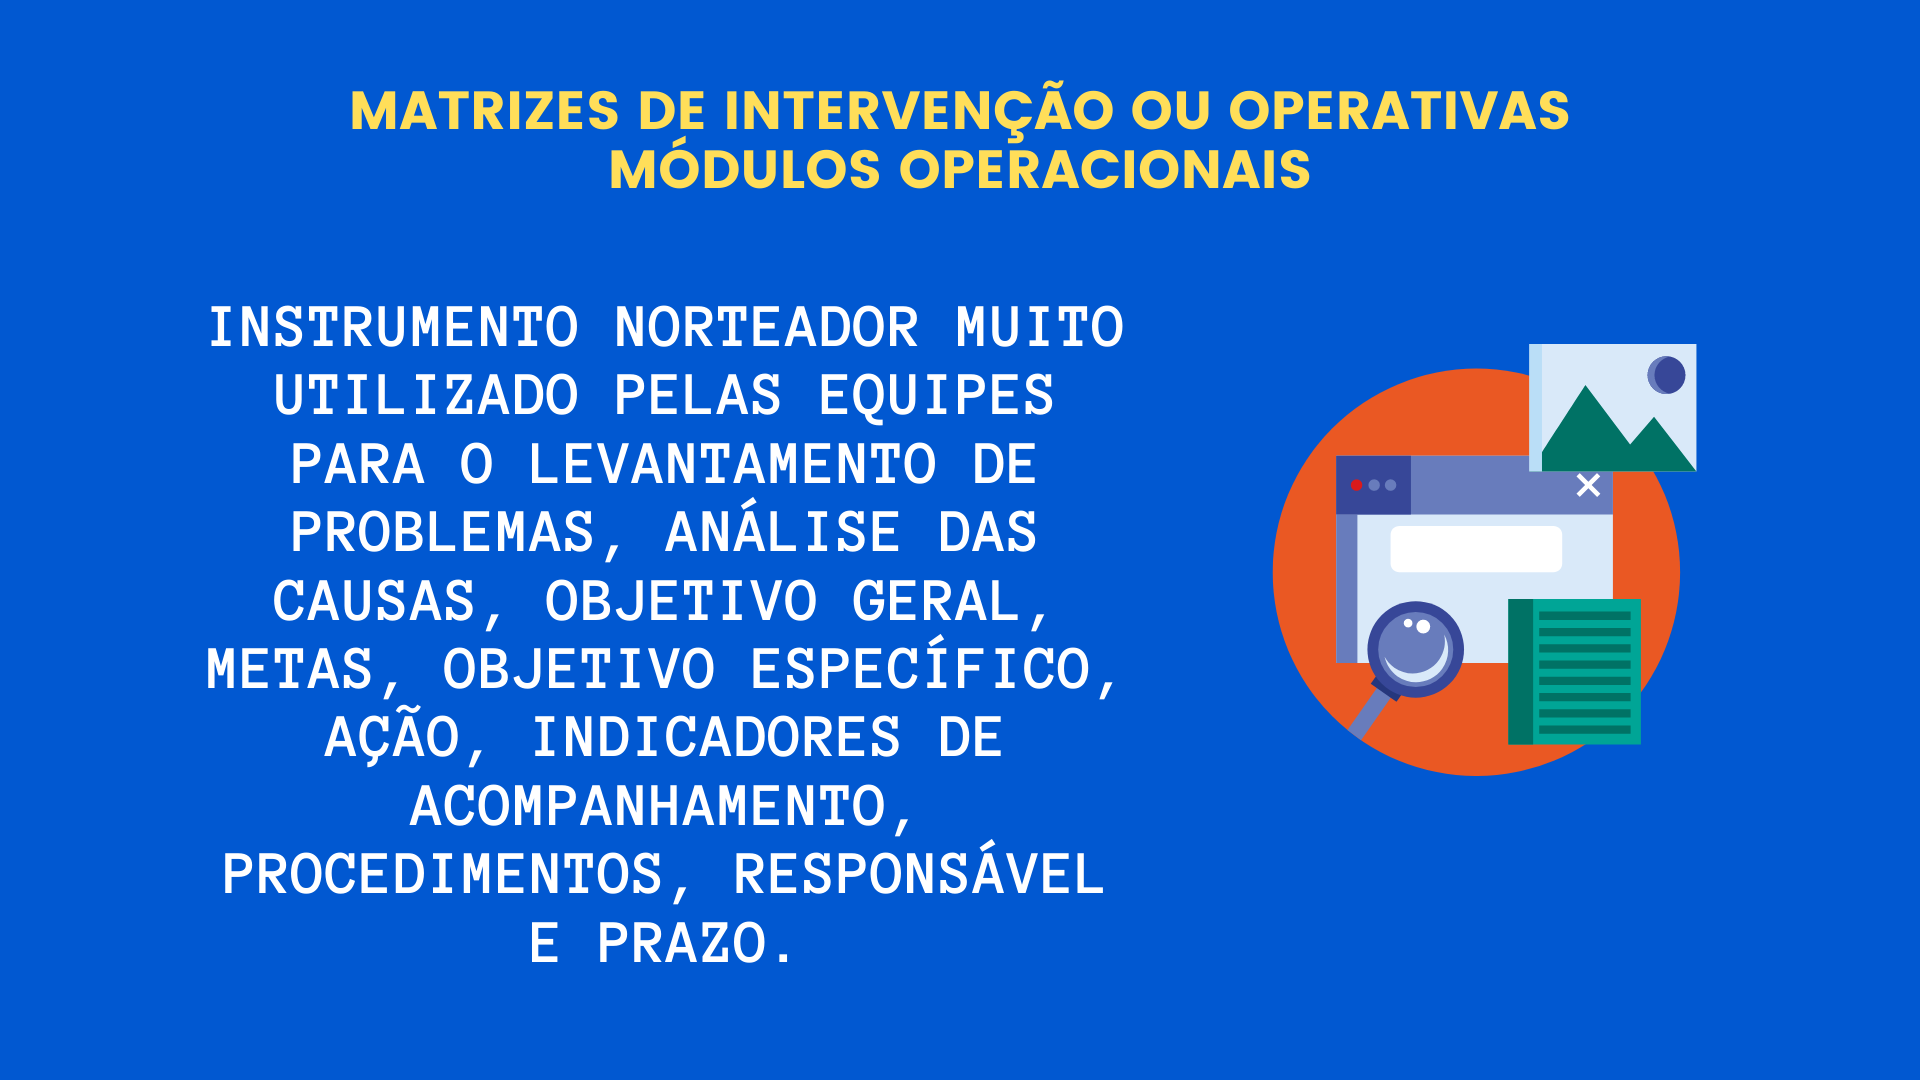 MATRIZES DE INTERVENÇÃO OU OPERATIVAS
MÓDULOS OPERACIONAIS
INSTRUMENTO NORTEADOR MUITO
UTILIZADO PELAS EQUIPES
PARA O LEVANTAMENTO DE
PROBLEMAS, ANÁLISE DAS
CAUSAS, OBJETIVO GERAL,
METAS, OBJETIVO ESPECÍFICO,
AÇÃO, INDICADORES DE
ACOMPANHAMENTO,
PROCEDIMENTOS, RESPONSÁVEL
E PRAZO.